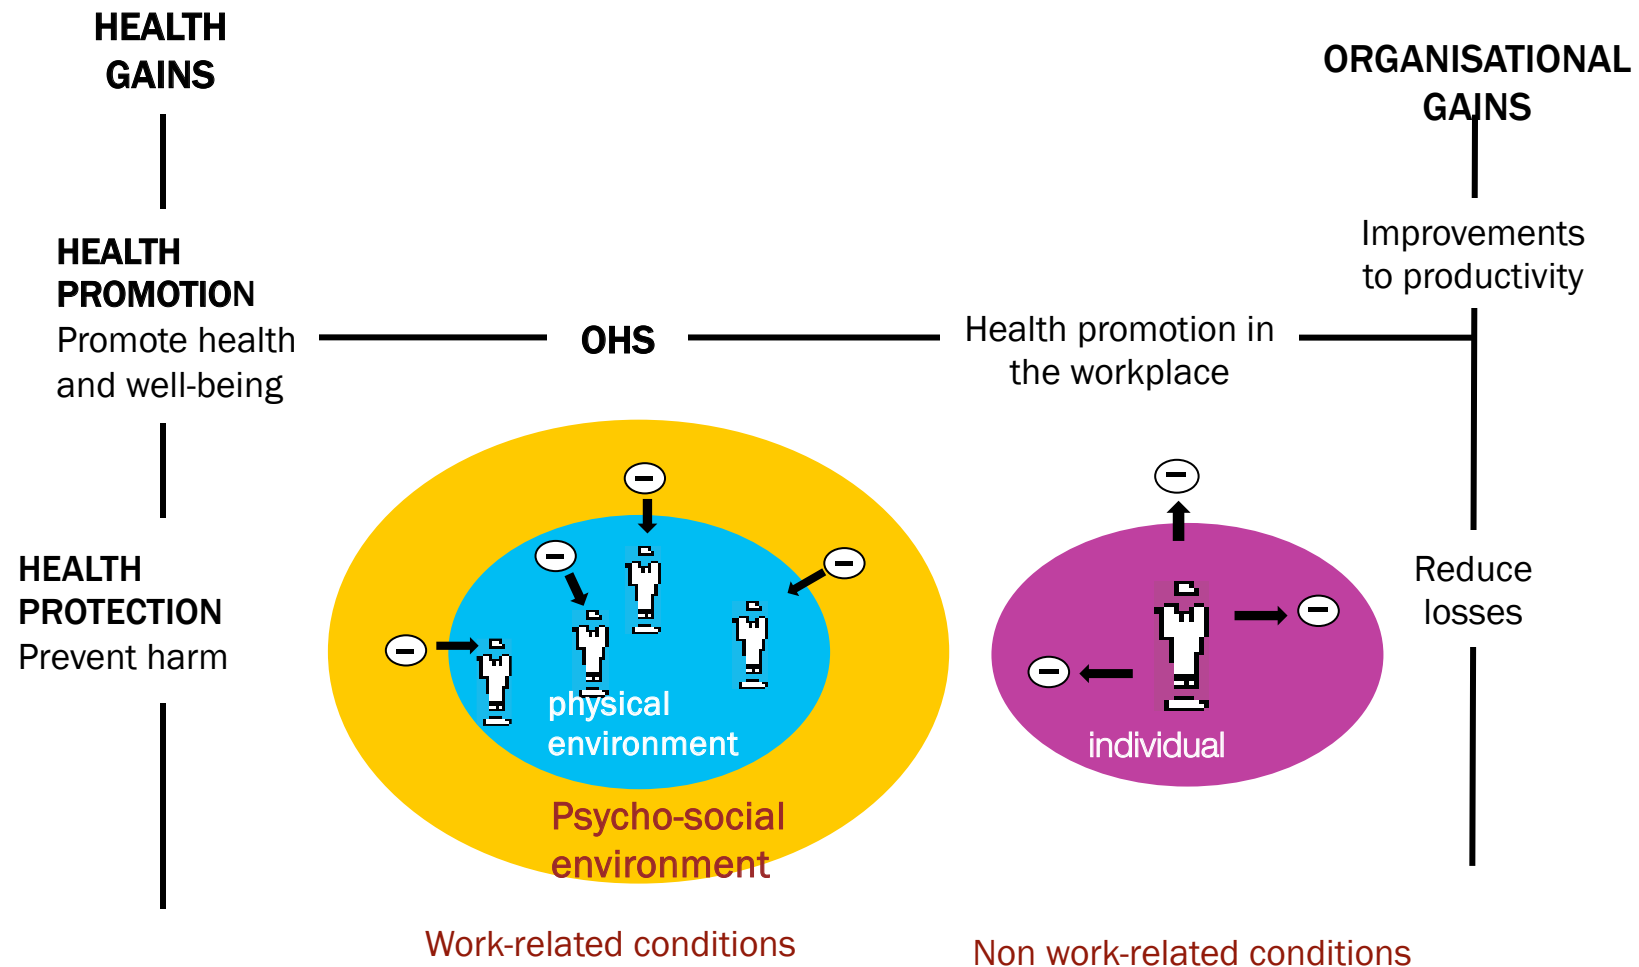 HEALTH
GAINS
ORGANISATIONAL
GAINS
HEALTH
PROMOTION
Promote health
and well-being
OHS
Health promotion in
the workplace
Improvements
to productivity
HEALTH
PROTECTION
Prevent harm
physical
environment
Psycho-social
environment
individual
Reduce
losses
Work-related conditions
Non work-related conditions